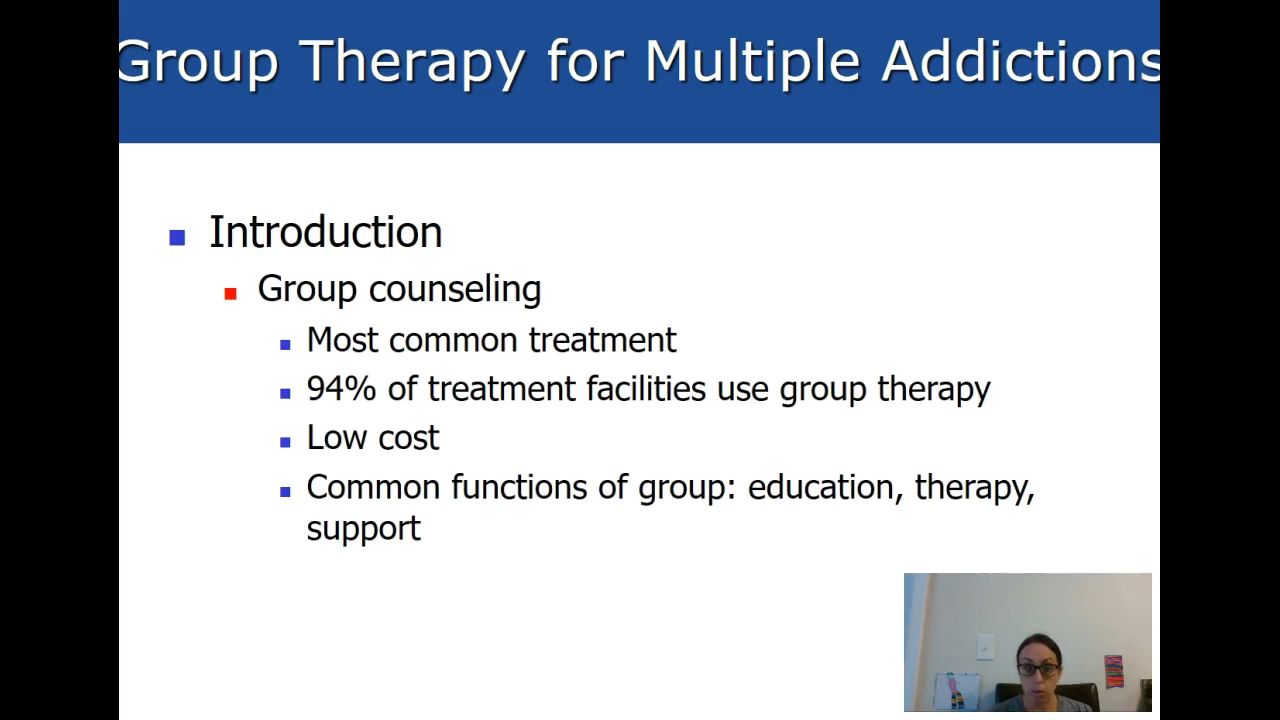 Group Therapy for Multiple Addictions
Introduction
Group counseling
Most common treatment
94% of treatment facilities use group therapy
Low cost
Common functions of group: education, therapy,
support